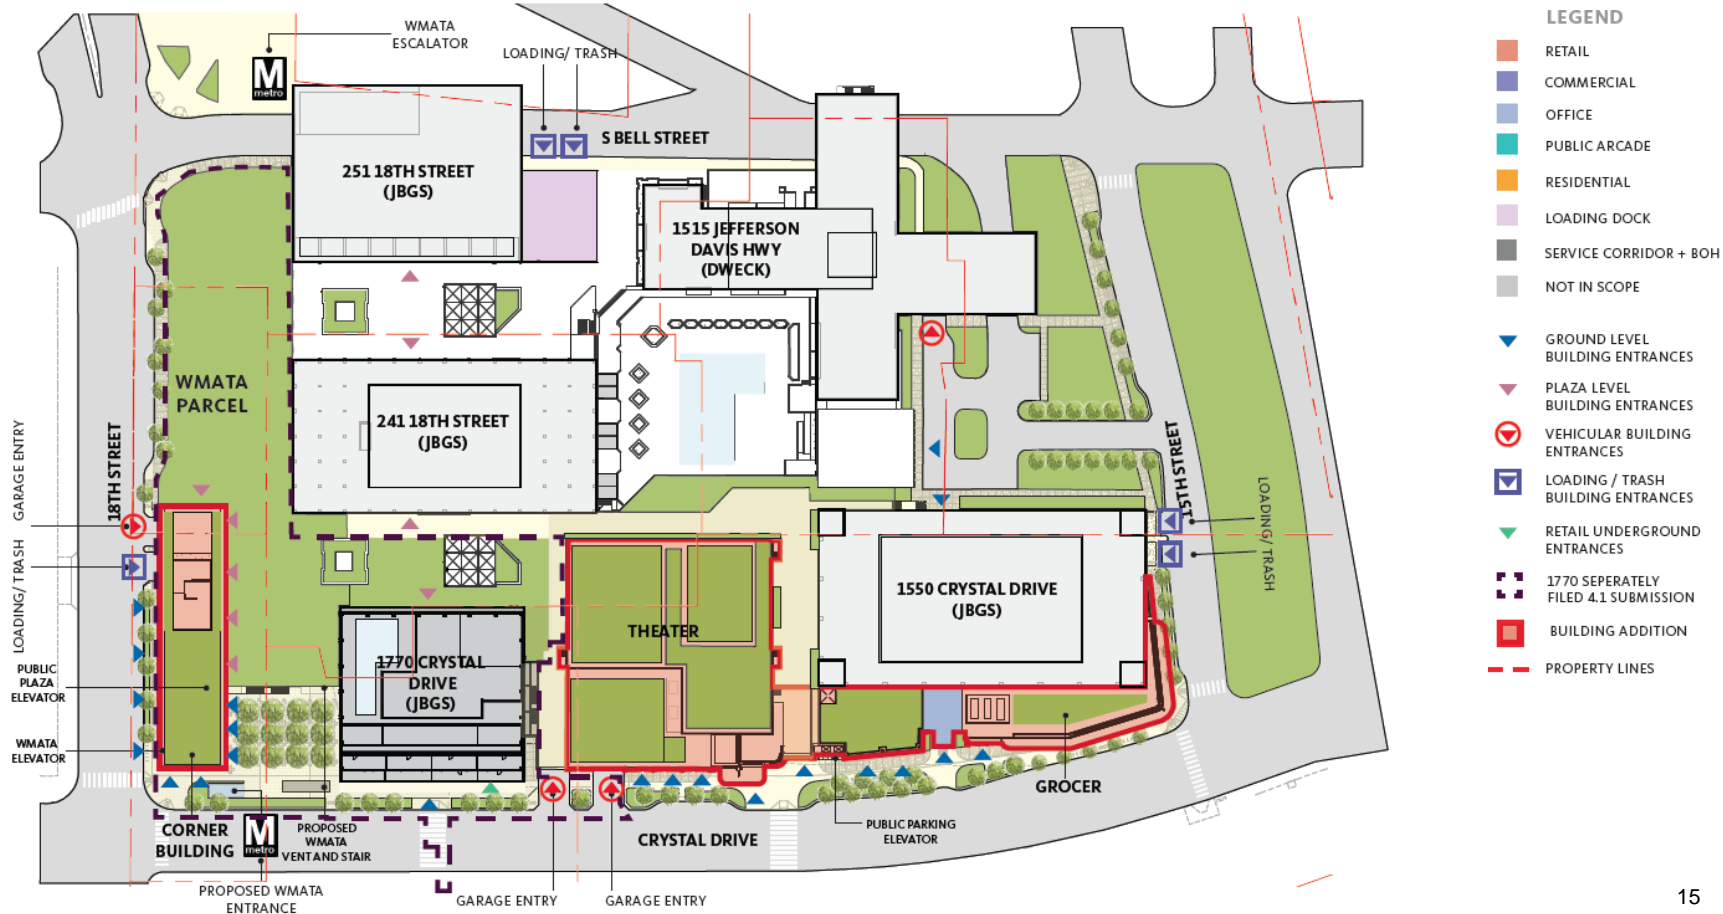 WMATA
ESCALATOR
M
metro
LOADING/ TRASH
S BELL STREET
251 18TH STREET
(JBGS)
1515 JEFFERSON
DAVIS HWY
(DWECK)
WMATA
PARCEL
241 18TH STREET
(JBGS)
GARAGE ENTRY
18TH STREET
LOADING/ TRASH
15TH STREET
LOADING/ TRASH
1550 CRYSTAL DRIVE
(JBGS)
THEATER
1770 CRYSTAL
DRIVE
(JBGS)
PUBLIC
PLAZA
ELEVATOR
WMATA
ELEVATOR
GROCER
CORNER
BUILDING
M
metro
PROPOSED
WMATA
VENT AND STAIR
CRYSTAL DRIVE
PUBLIC PARKING
ELEVATOR
PROPOSED WMATA
ENTRANCE
GARAGE ENTRY
GARAGE ENTRY
LEGEND
RETAIL
COMMERCIAL
OFFICE
PUBLIC ARCADE
RESIDENTIAL
LOADING DOCK
SERVICE CORRIDOR + BOH
NOT IN SCOPE
GROUND LEVEL
BUILDING ENTRANCES
PLAZA LEVEL
BUILDING ENTRANCES
VEHICULAR BUILDING
ENTRANCES
LOADING / TRASH
BUILDING ENTRANCES
RETAIL UNDERGROUND
ENTRANCES
1770 SEPERATELY
FILED 4.1 SUBMISSION
BUILDING ADDITION
PROPERTY LINES
15